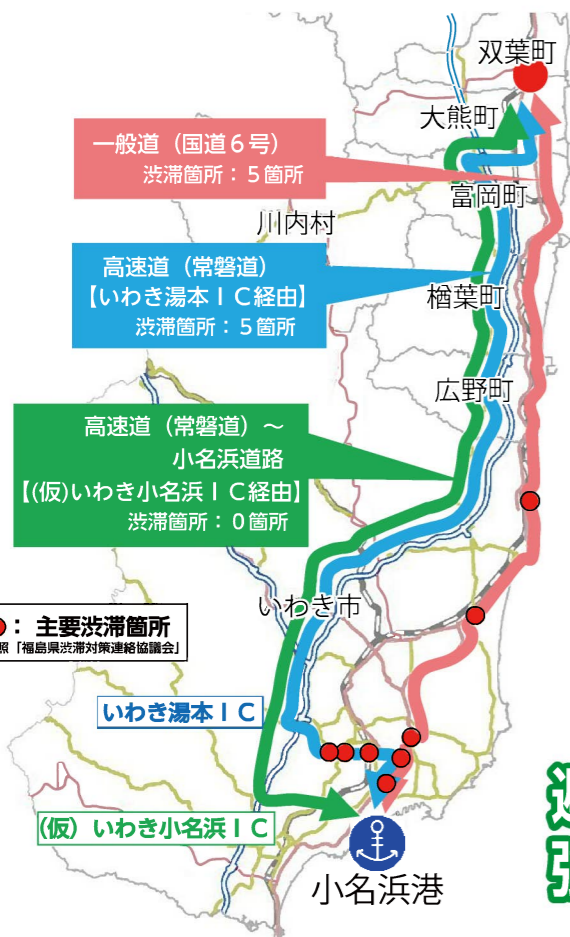 双葉町
大熊町
一般道（国道６号）
渋滞箇所：５箇所
富岡町
川内村
高速道（常磐道）
【いわき湯本ＩＣ経由】
渋滞箇所：５箇所
楢葉町
広野町
高速道（常磐道）～
小名浜道路
【(仮)いわき小名浜ＩＣ経由】
渋滞箇所：０箇所
いわき市
：主要渋滞箇所
照「福島県渋滞対策連絡協議会」
いわき湯本ＩＣ
(仮）いわき小名浜ＩＣ
小名浜港